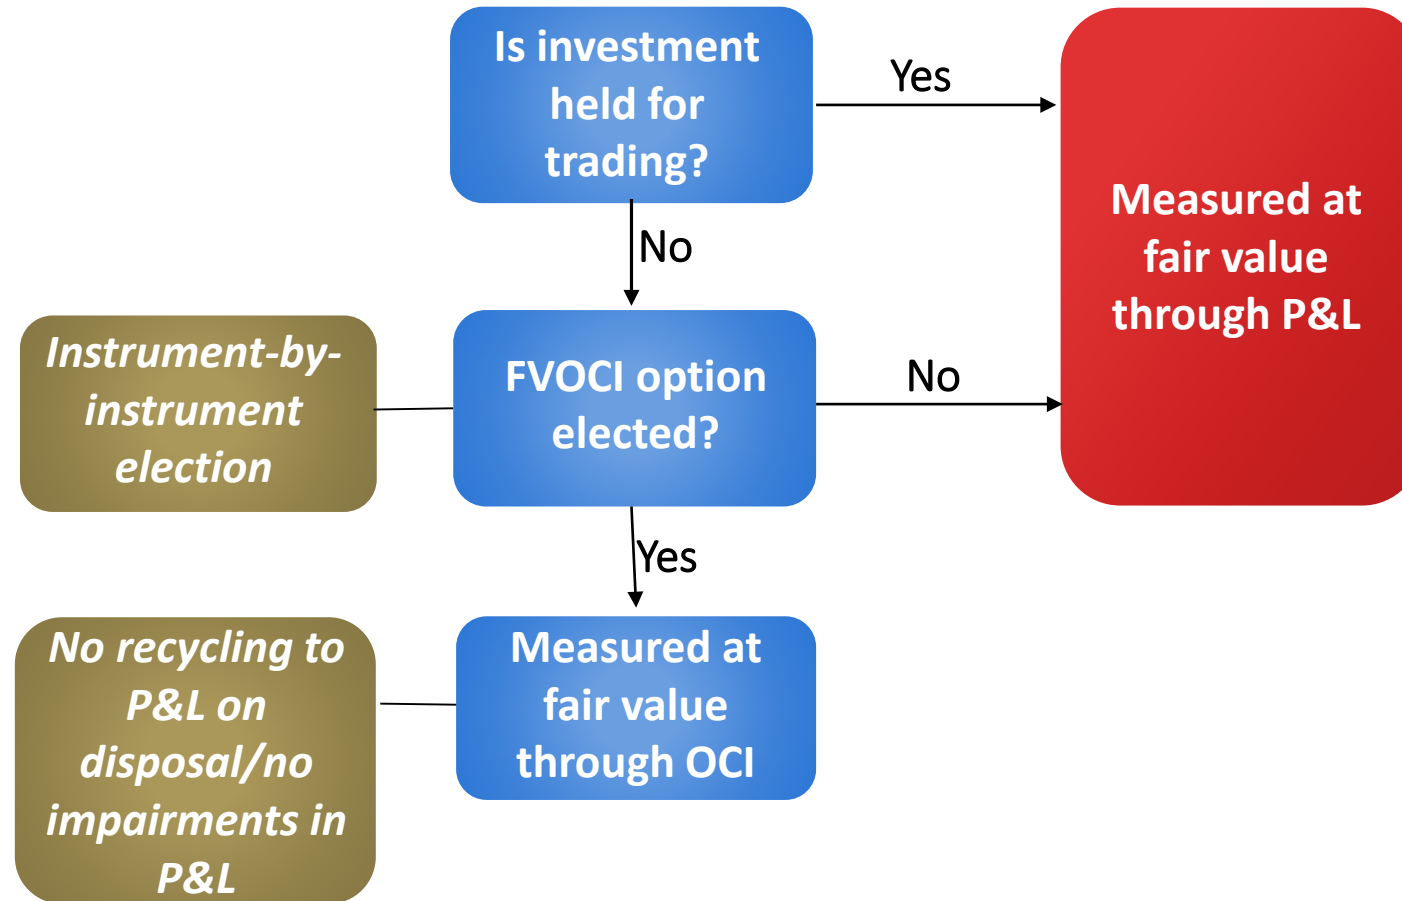 Is investment
held for
trading?
Yes
Measured at
fair value
through P&L
No
Instrument-by-
instrument
election
FVOCI option
elected?
No
Yes
No recycling to
P&L on
disposal/no
impairments in
P&L
Measured at
fair value
through OCI